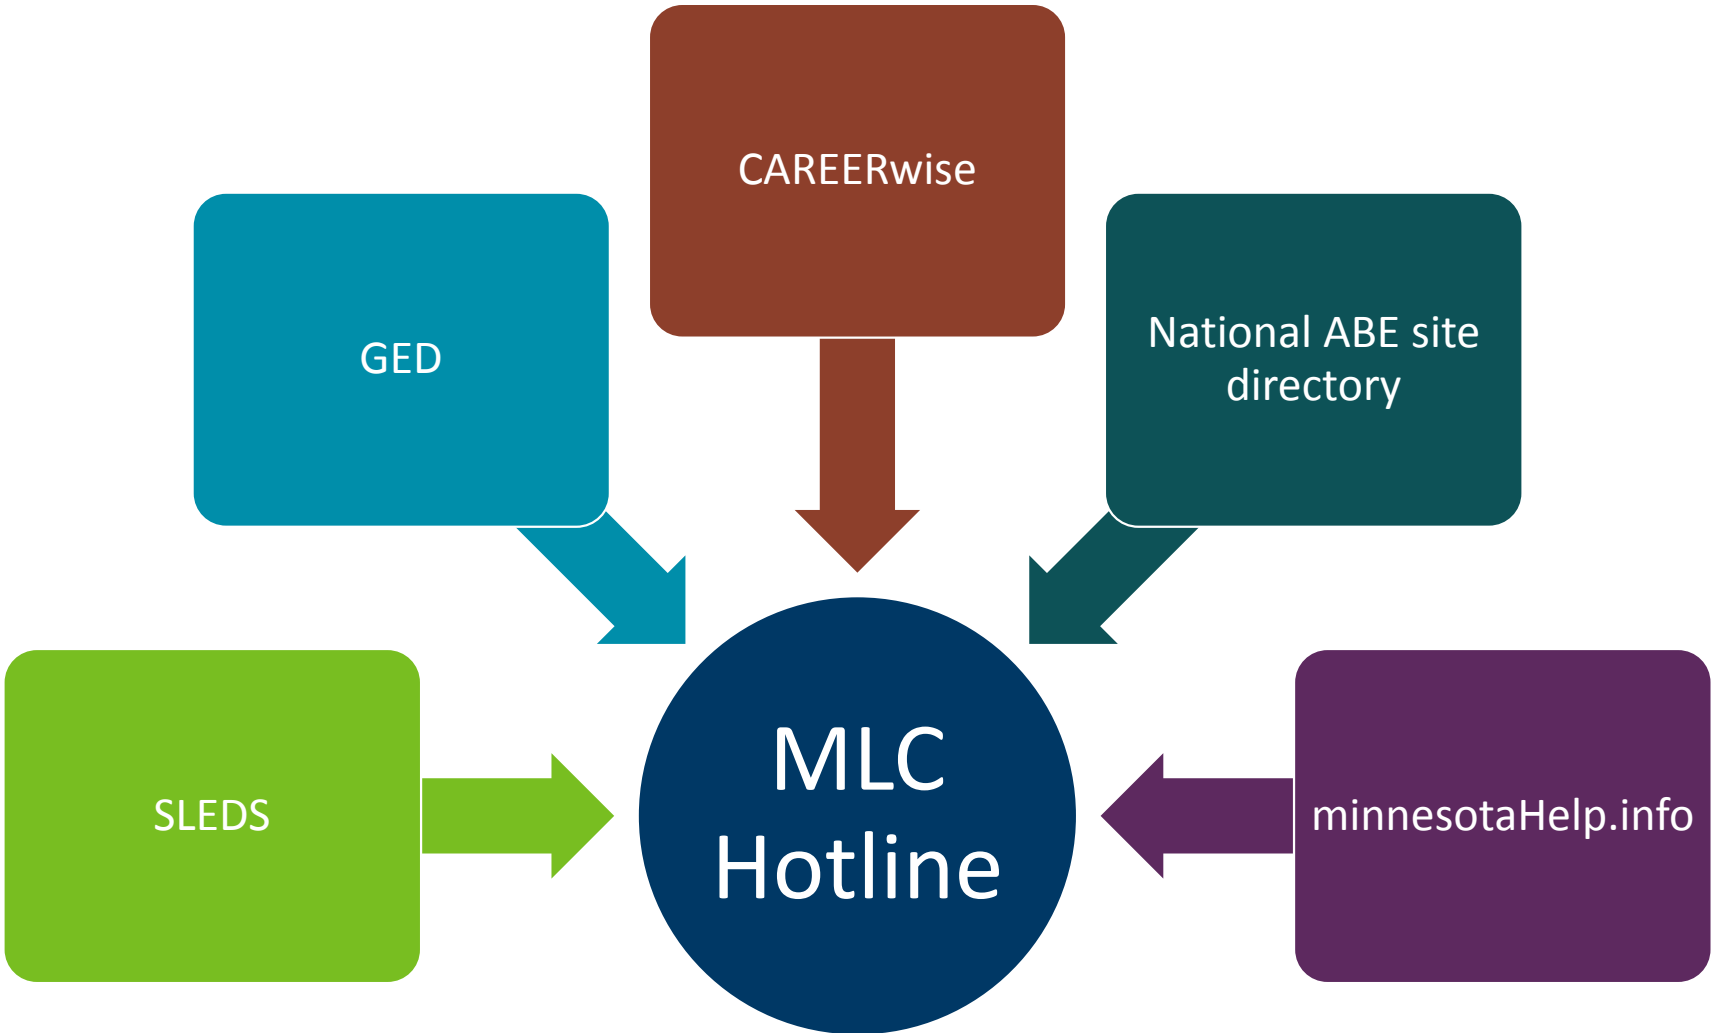 CAREERwise
GED
National ABE site
directory
SLEDS
MLC
Hotline
minnesotaHelp.info